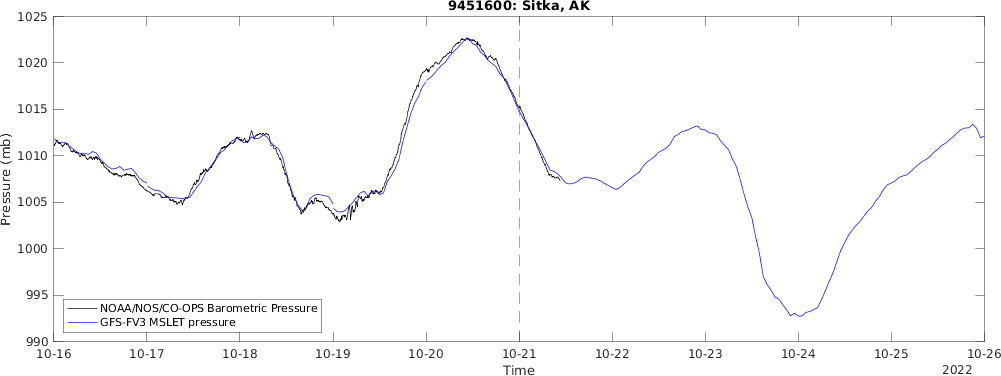 9451600: Sitka, AK
1025
1020
1015
1010
1005
1000
995
990
Pressure (mb)
NOAA/NOS/CO-OPS Barometric Pressure
GFS-FV3 MSLET pressure
10-16 10-17 10-18 10-19 10-20 10-21 10-22 10-23 10-24 10-25 10-26
Time
2022